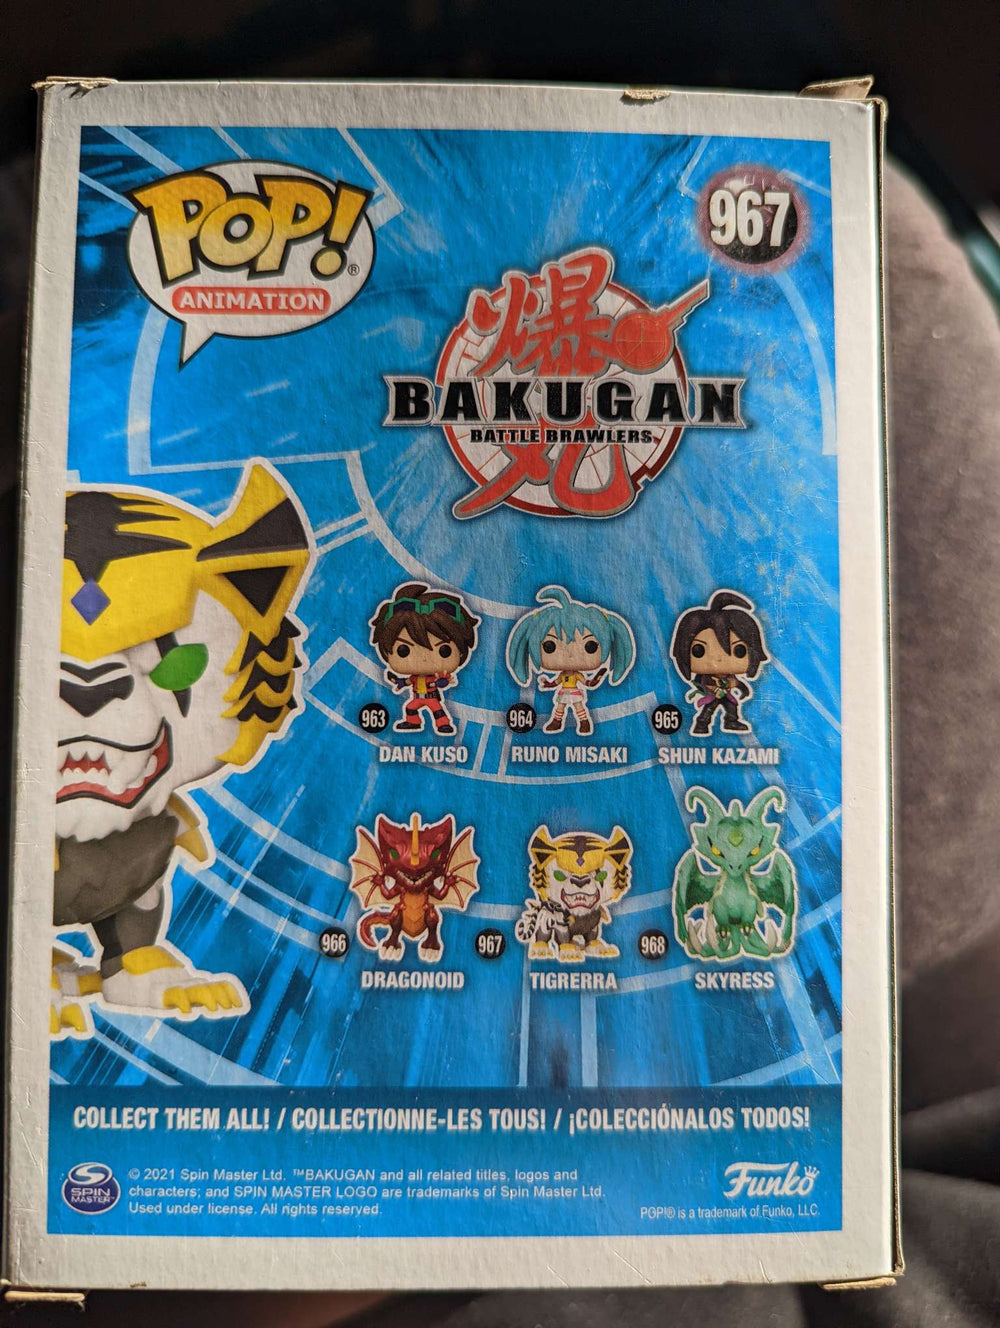 POP!®
ANIMATION
967
爆
BAKUGAN
BATTLE BRAWLERS
丸
963
DAN KUSO
964
RUNO MISAKI
965
SHUN KAZAMI
966
DRAGONOID
967
TIGRERRA
968
SKYRESS
COLLECT THEM ALL! / COLLECTIONNE-LES TOUS! / ¡COLECCIÓNALOS TODOS!
SPIN
MASTER™
© 2021 Spin Master Ltd. ™BAKUGAN and all related titles, logos and
characters; and SPIN MASTER LOGO are trademarks of Spin Master Ltd.
Used under license. All rights reserved.
Funko
POP!® is a trademark of Funko, LLC.